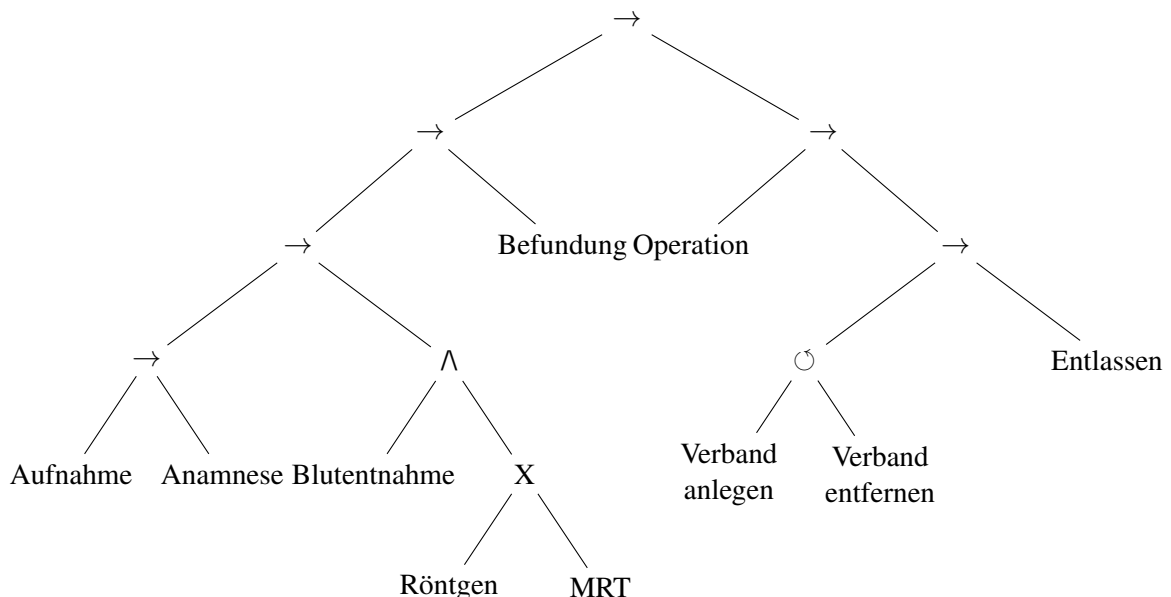 →
→ →
→ Befundung Operation →
→ ∧ ↺ Entlassen
Aufnahme Anamnese Blutentnahme X Verband anlegen Verband entfernen
Röntgen MRT